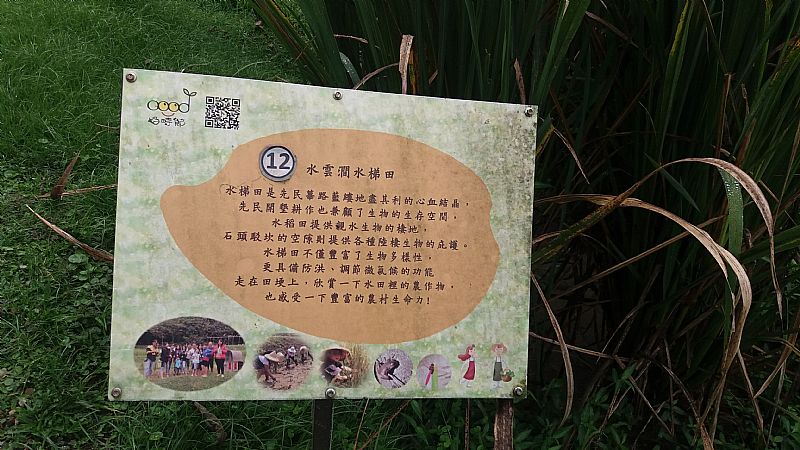 good
好時節
12
水雲澗水梯田
水梯田是先民篳路藍縷地盡其利的心血結晶,
先民開墾耕作也兼顧了生物的生存空間,
水稻田提供親水生物的棲地,
石頭駁坎的空隙則提供各種陸棲生物的庇護。
水梯田不僅豐富了生物多樣性,
更具備防洪、調節微氣候的功能
走在田埂上,欣賞一下水田裡的農作物,
也感受一下豐富的農村生命力!